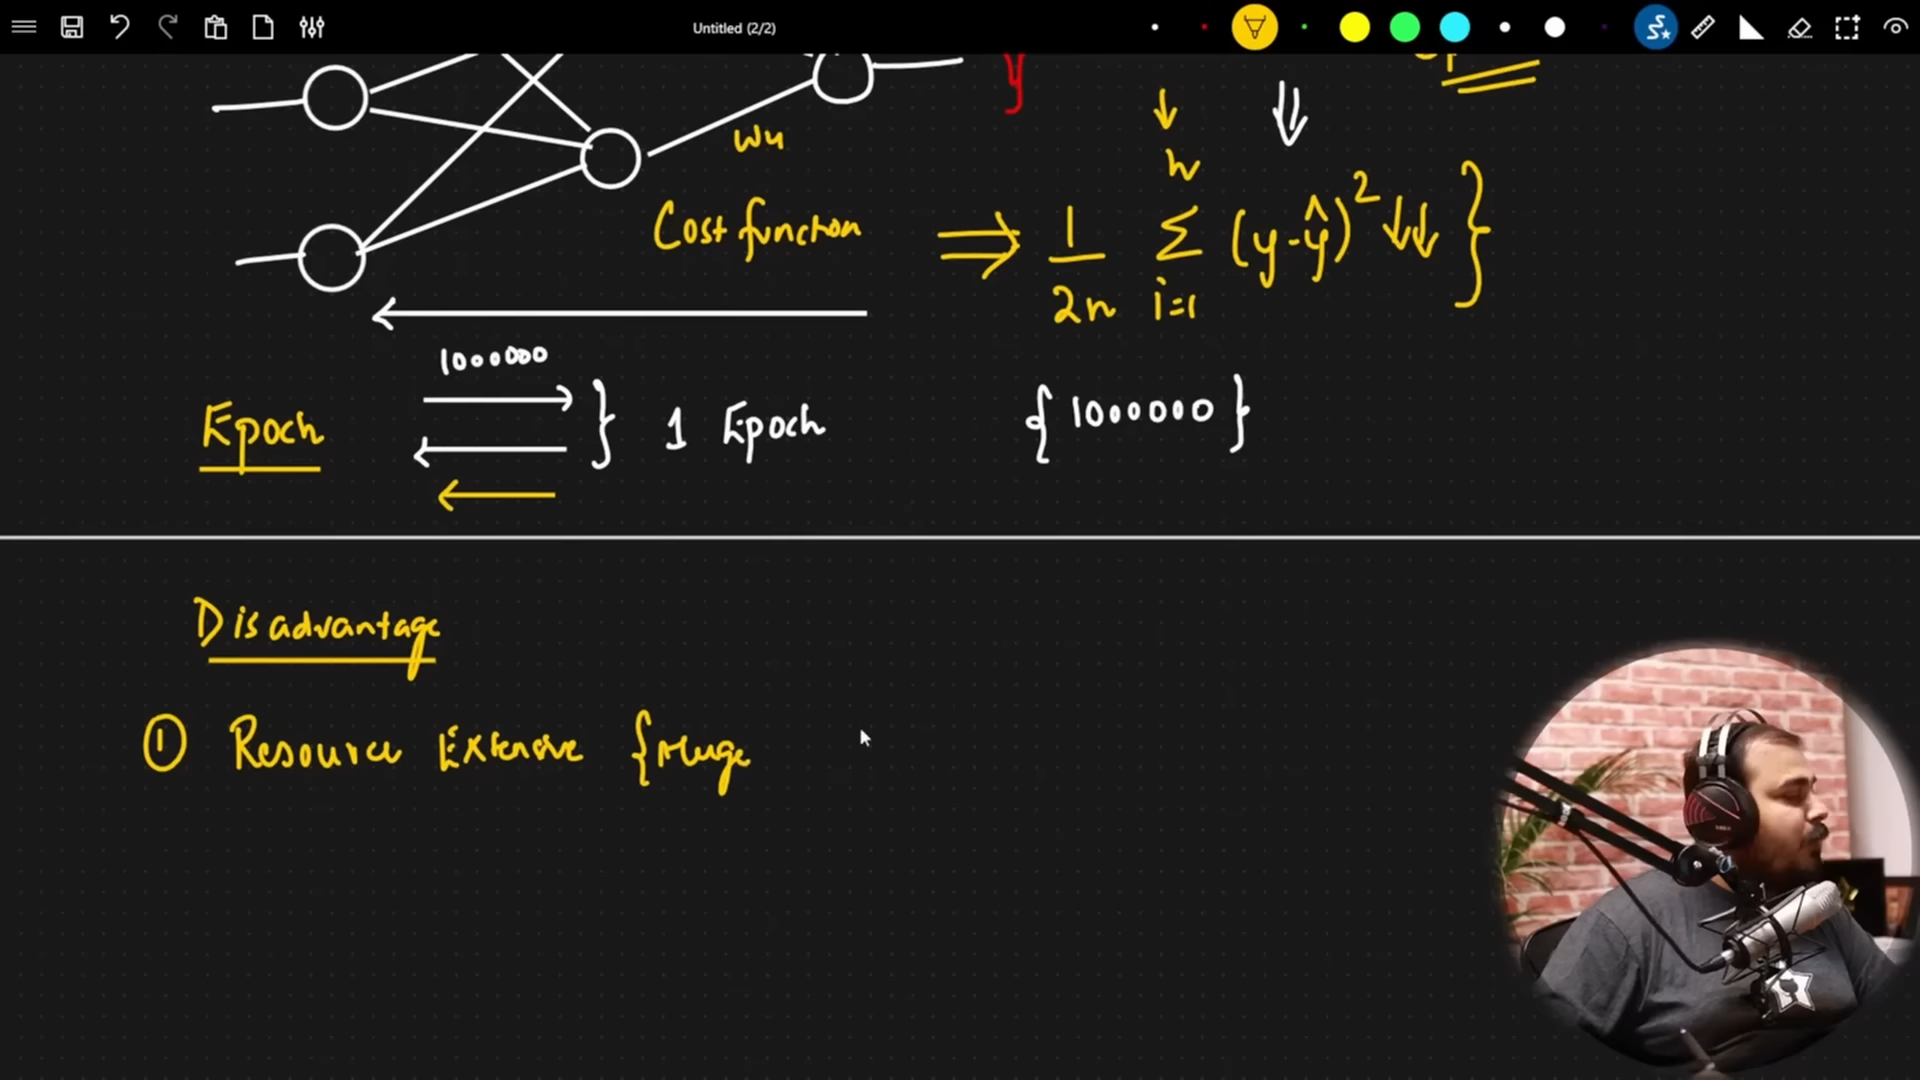 Untitled (2/2)
y
w4
n
Cost function ⇒ 1/2n Σ i=1 (y-ŷ)² ↓↓ }
1000000
Epoch } 1 Epoch { 1000000 }
Disadvantage
① Resource Extensive { Huge